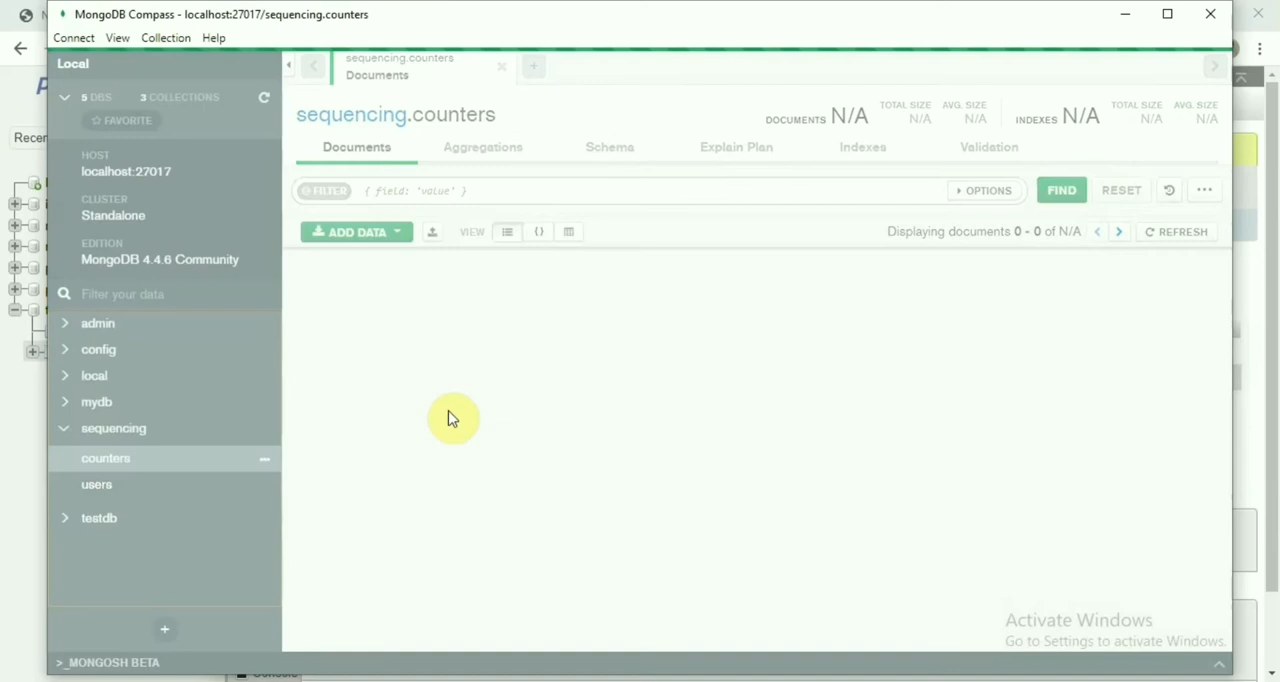 MongoDB Compass - localhost:27017/sequencing.counters
Connect View Collection Help
Local
sequencing.counters
Documents
5 DBS 3 COLLECTIONS
FAVORITE
sequencing.counters
DOCUMENTS N/A TOTAL SIZE N/A AVG. SIZE N/A INDEXES N/A TOTAL SIZE N/A AVG. SIZE N/A
Recen
HOST
localhost:27017
Documents Aggregations Schema Explain Plan Indexes Validation
CLUSTER
Standalone
FILTER { field: 'value' } OPTIONS FIND RESET
EDITION
MongoDB 4.4.6 Community
ADD DATA VIEW {} Displaying documents 0 - 0 of N/A REFRESH
Filter your data
admin
config
local
mydb
sequencing
counters
users
testdb
Activate Windows
Go to Settings to activate Windows.
>_MONGOSH BETA